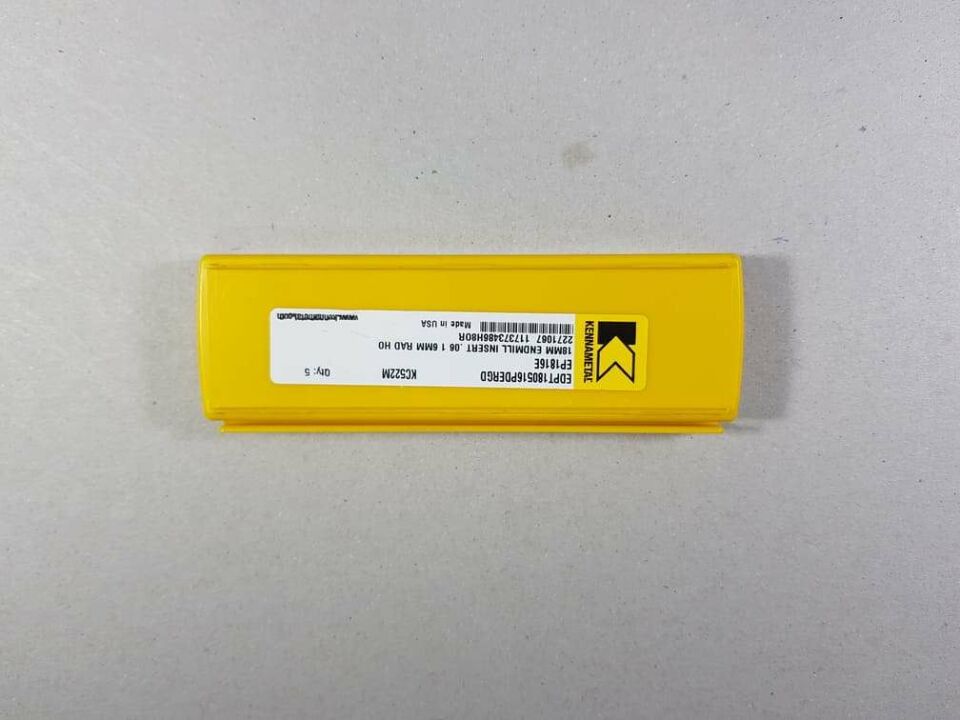 KENNAMETAL
EDPT180516PDERGD KC522M Qty: 5
EP1816E
18MM ENDMILL INSERT .06 1.6MM RAD HO
2271067 117373486H80R
Made in USA
www.kennametal.com